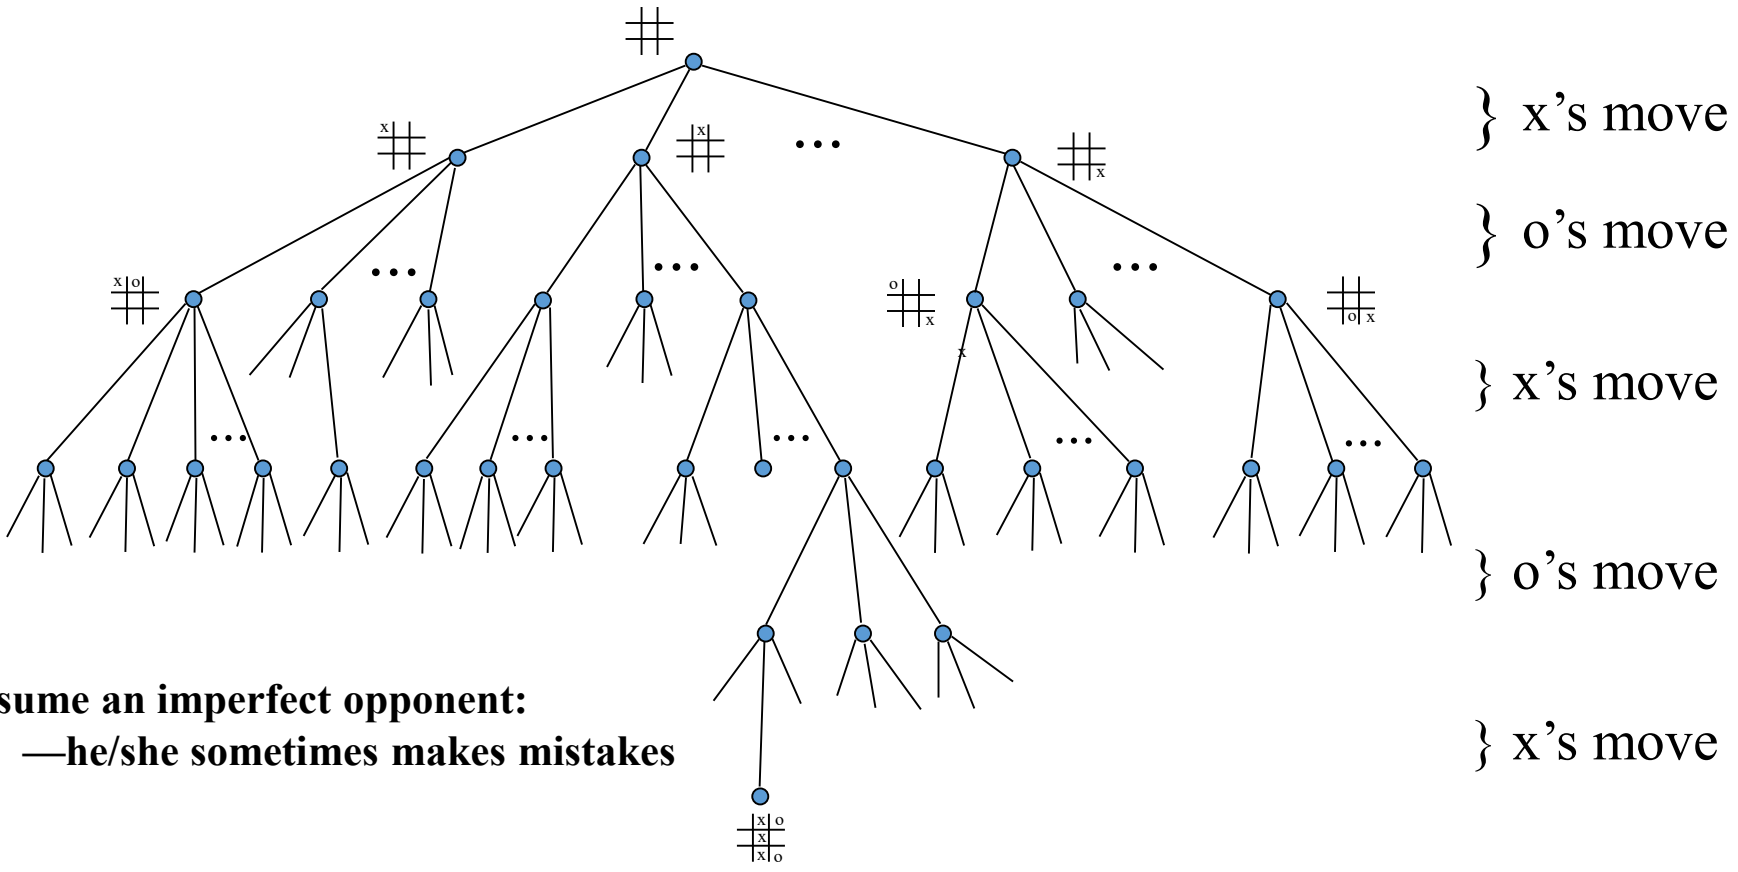 } x's move
x
x
...
x
} o's move
...
...
...
x o
o
x
o x
x
} x's move
...
...
...
...
...
} o's move
sume an imperfect opponent:
—he/she sometimes makes mistakes
} x's move
x o
x
x o